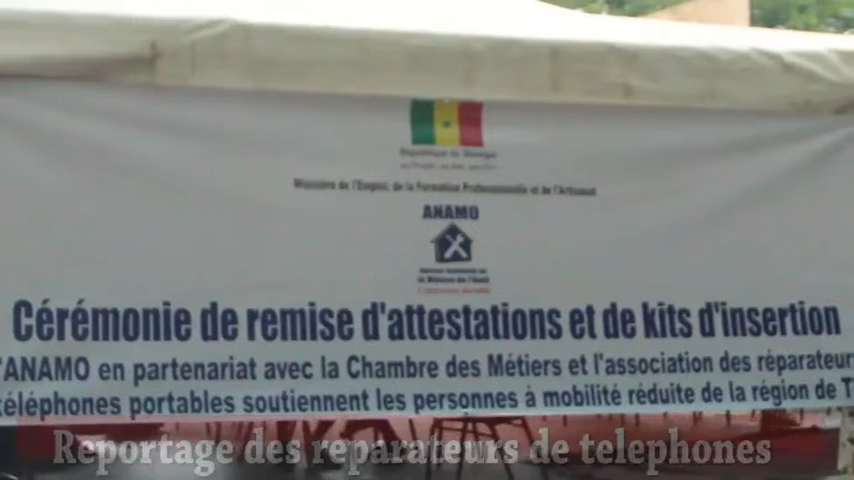 République du Sénégal
Ministère de l'Emploi, de la Formation Professionnelle et de l'Artisanat
ANAMO
Cérémonie de remise d'attestations et de kits d'insertion
'ANAMO en partenariat avec la Chambre des Métiers et l'association des réparateur
téléphones portables soutiennent les personnes à mobilité réduite de la région de T
Reportage des reparateurs de telephones